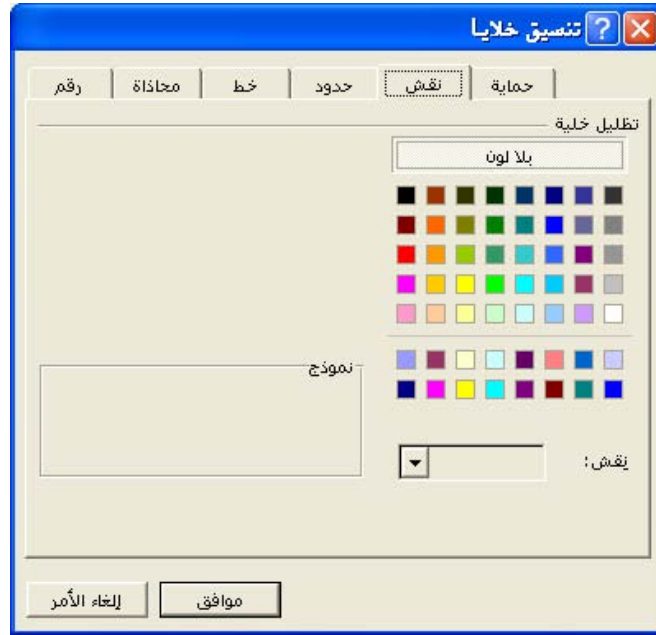 تنسيق خلايا
حماية نقش حدود خط محاذاة رقم
تظليل خلية
بلا لون
نموذج
نقش:
موافق إلغاء الأمر